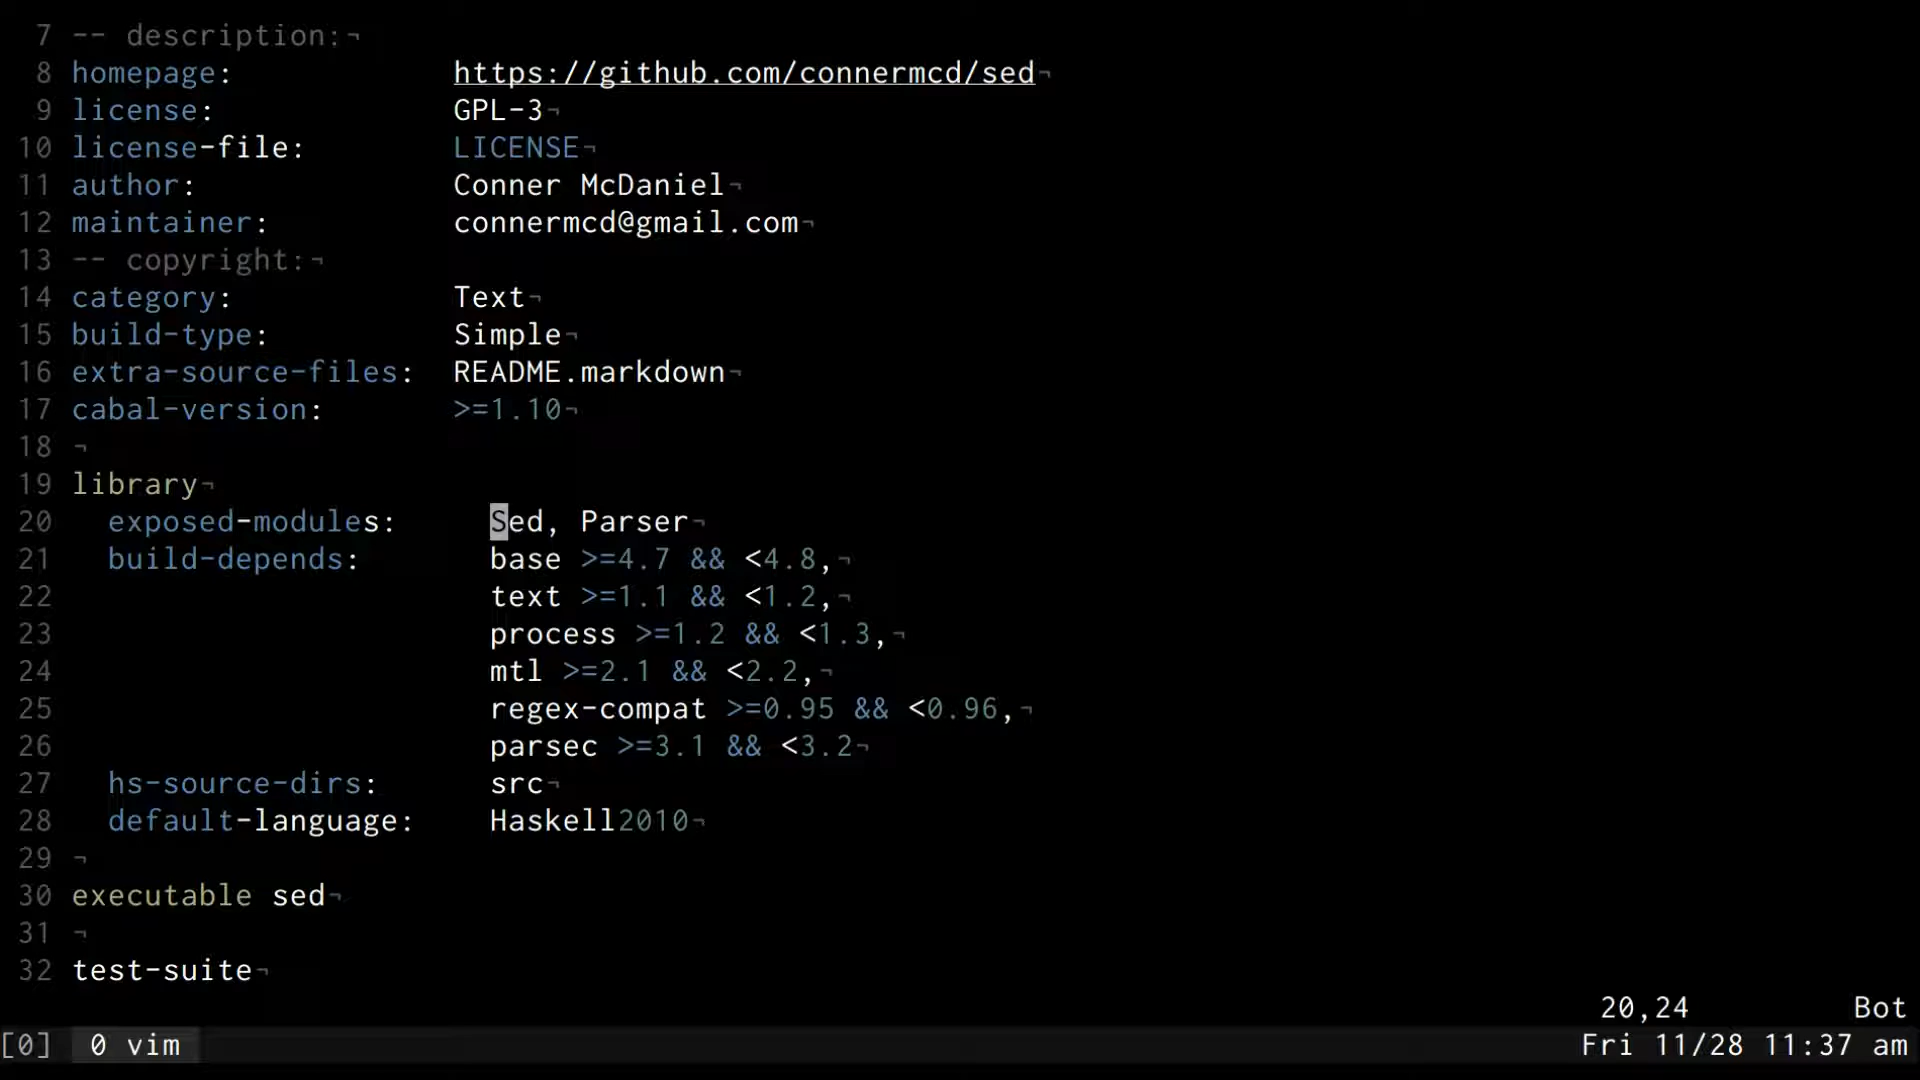 7 -- description:¬
8 homepage: https://github.com/connermcd/sed¬
9 license: GPL-3¬
10 license-file: LICENSE¬
11 author: Conner McDaniel¬
12 maintainer: connermcd@gmail.com¬
13 -- copyright:¬
14 category: Text¬
15 build-type: Simple¬
16 extra-source-files: README.markdown¬
17 cabal-version: >=1.10¬
18 ¬
19 library¬
20 exposed-modules: Sed, Parser¬
21 build-depends: base >=4.7 && <4.8,¬
22 text >=1.1 && <1.2,¬
23 process >=1.2 && <1.3,¬
24 mtl >=2.1 && <2.2,¬
25 regex-compat >=0.95 && <0.96,¬
26 parsec >=3.1 && <3.2¬
27 hs-source-dirs: src¬
28 default-language: Haskell2010¬
29 ¬
30 executable sed¬
31 ¬
32 test-suite¬
20,24 Bot
[0] 0 vim Fri 11/28 11:37 am